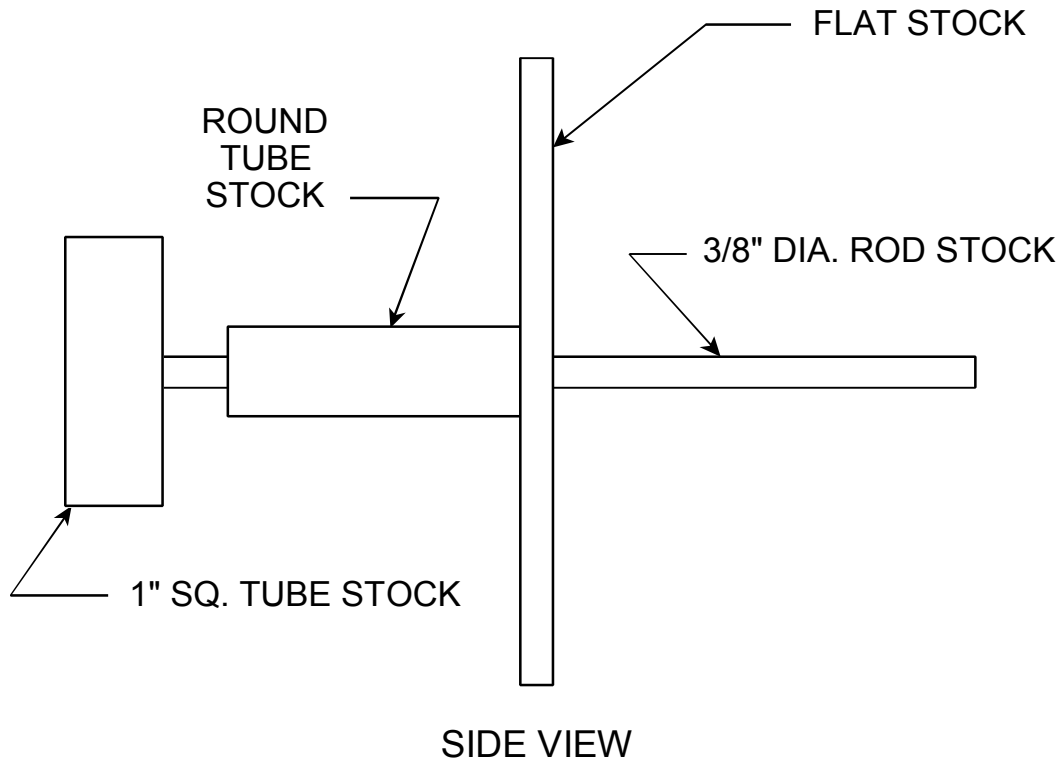 FLAT STOCK
ROUND
TUBE
STOCK
3/8" DIA. ROD STOCK
1" SQ. TUBE STOCK
SIDE VIEW